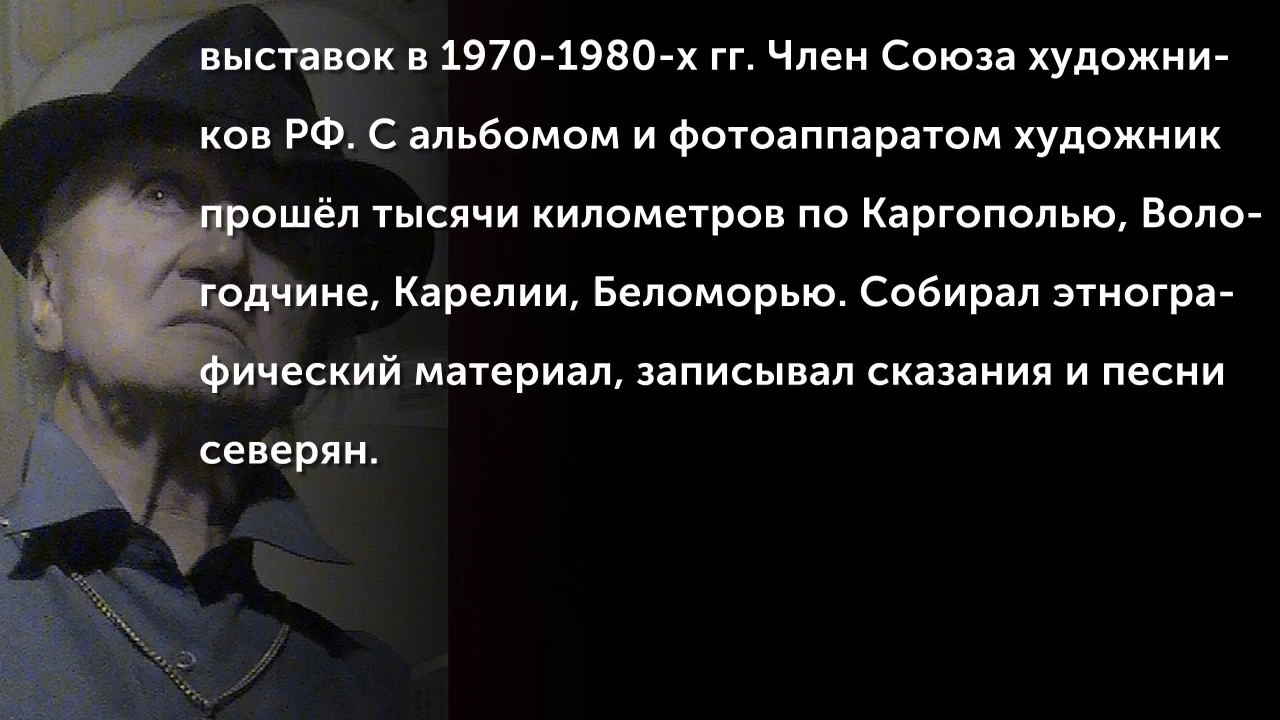 выставок в 1970-1980-х гг. Член Союза художни-
ков РФ. С альбомом и фотоаппаратом художник
прошёл тысячи километров по Каргополью, Воло-
годчине, Карелии, Беломорью. Собирал этногра-
фический материал, записывал сказания и песни
северян.